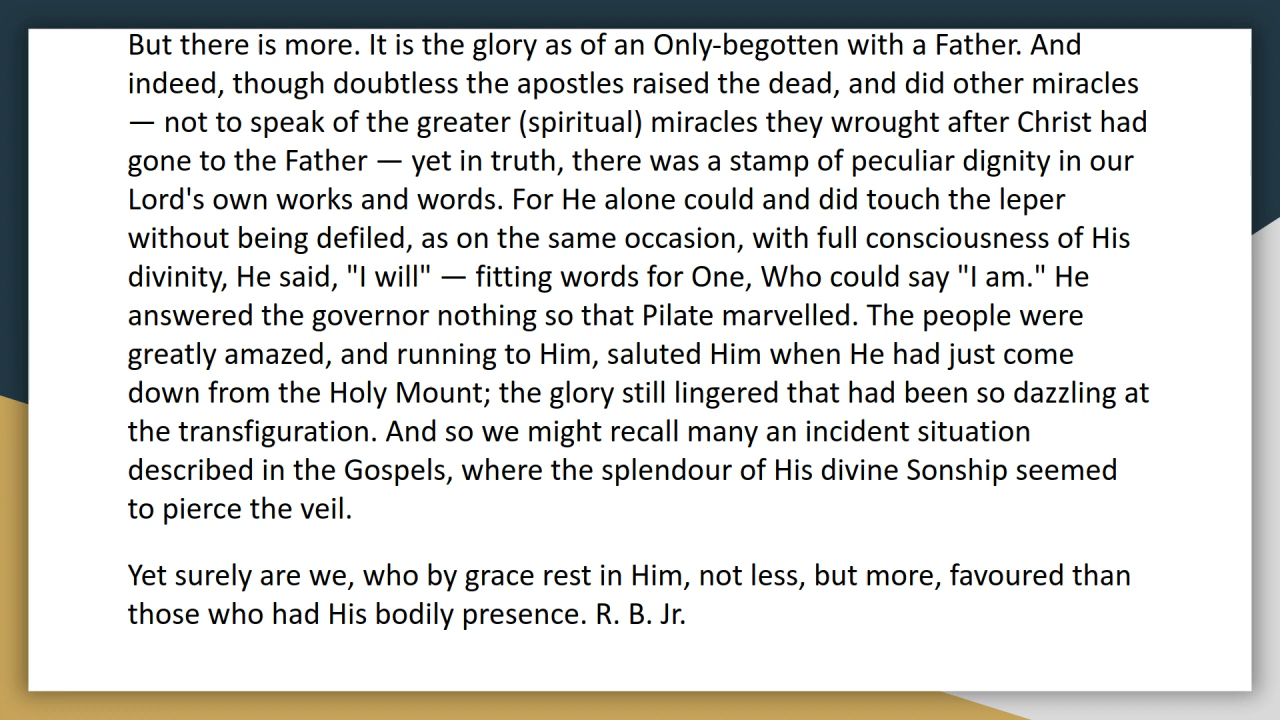 But there is more. It is the glory as of an Only-begotten with a Father. And
indeed, though doubtless the apostles raised the dead, and did other miracles
— not to speak of the greater (spiritual) miracles they wrought after Christ had
gone to the Father — yet in truth, there was a stamp of peculiar dignity in our
Lord's own works and words. For He alone could and did touch the leper
without being defiled, as on the same occasion, with full consciousness of His
divinity, He said, "I will" — fitting words for One, Who could say "I am." He
answered the governor nothing so that Pilate marvelled. The people were
greatly amazed, and running to Him, saluted Him when He had just come
down from the Holy Mount; the glory still lingered that had been so dazzling at
the transfiguration. And so we might recall many an incident situation
described in the Gospels, where the splendour of His divine Sonship seemed
to pierce the veil.
Yet surely are we, who by grace rest in Him, not less, but more, favoured than
those who had His bodily presence. R. B. Jr.